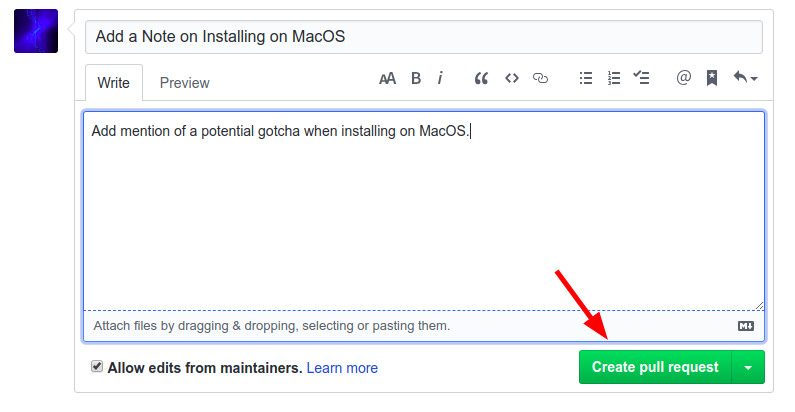 Add a Note on Installing on MacOS
Write Preview AA B i @
Add mention of a potential gotcha when installing on MacOS.
Attach files by dragging & dropping, selecting or pasting them.
Allow edits from maintainers. Learn more
Create pull request